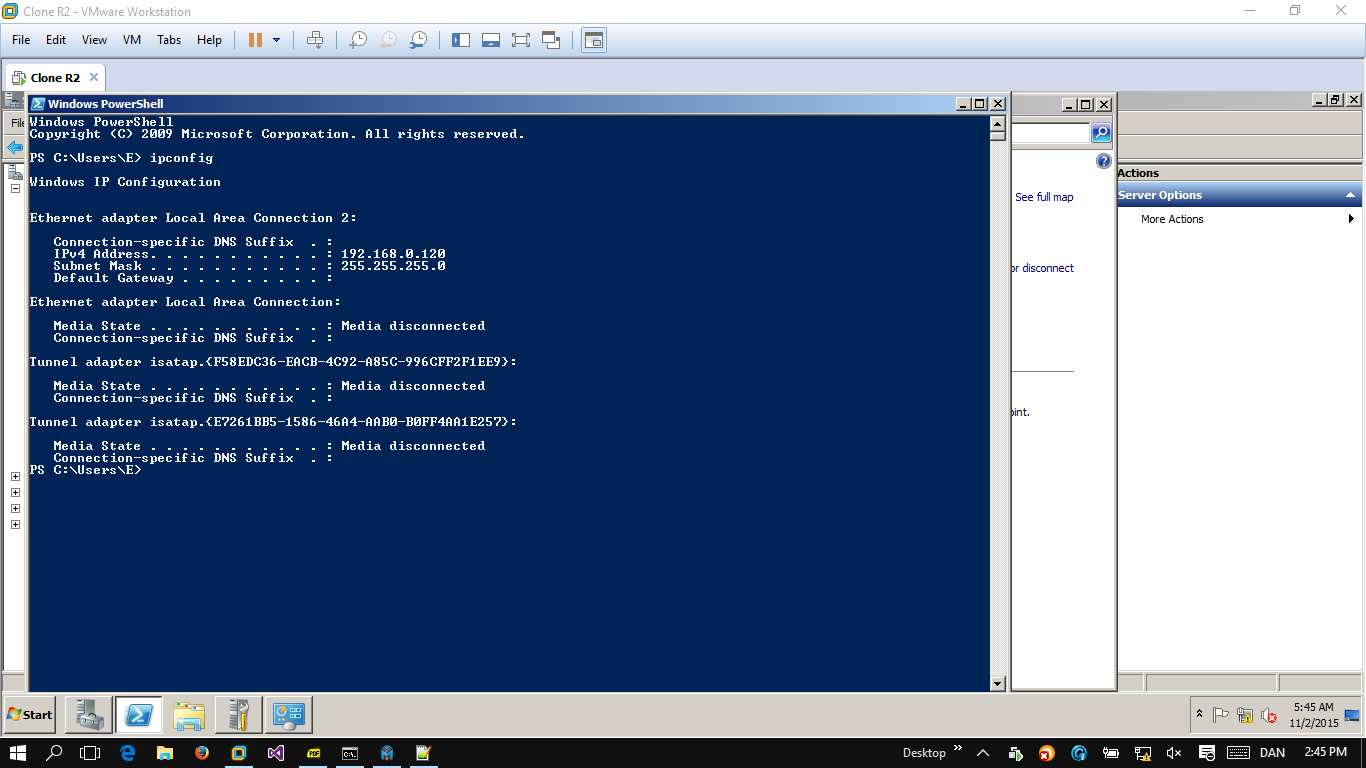 Clone R2 - VMware Workstation
File Edit View VM Tabs Help
Clone R2
Windows PowerShell
File
Windows PowerShell
Copyright (C) 2009 Microsoft Corporation. All rights reserved.
PS C:\Users\E> ipconfig
Windows IP Configuration
Ethernet adapter Local Area Connection 2:
Connection-specific DNS Suffix . :
IPv4 Address. . . . . . . . . . . : 192.168.0.120
Subnet Mask . . . . . . . . . . . : 255.255.255.0
Default Gateway . . . . . . . . . :
Ethernet adapter Local Area Connection:
Media State . . . . . . . . . . . : Media disconnected
Connection-specific DNS Suffix . :
Tunnel adapter isatap.{F58EDC36-EACB-4C92-A85C-996CFF2F1EE9}:
Media State . . . . . . . . . . . : Media disconnected
Connection-specific DNS Suffix . :
Tunnel adapter isatap.{E7261BB5-1586-46A4-AAB0-B0FF4AA1E257}:
Media State . . . . . . . . . . . : Media disconnected
Connection-specific DNS Suffix . :
PS C:\Users\E>
See full map
or disconnect
oint.
Actions
Server Options
More Actions
Start
5:45 AM
11/2/2015
Desktop
DAN
2:45 PM